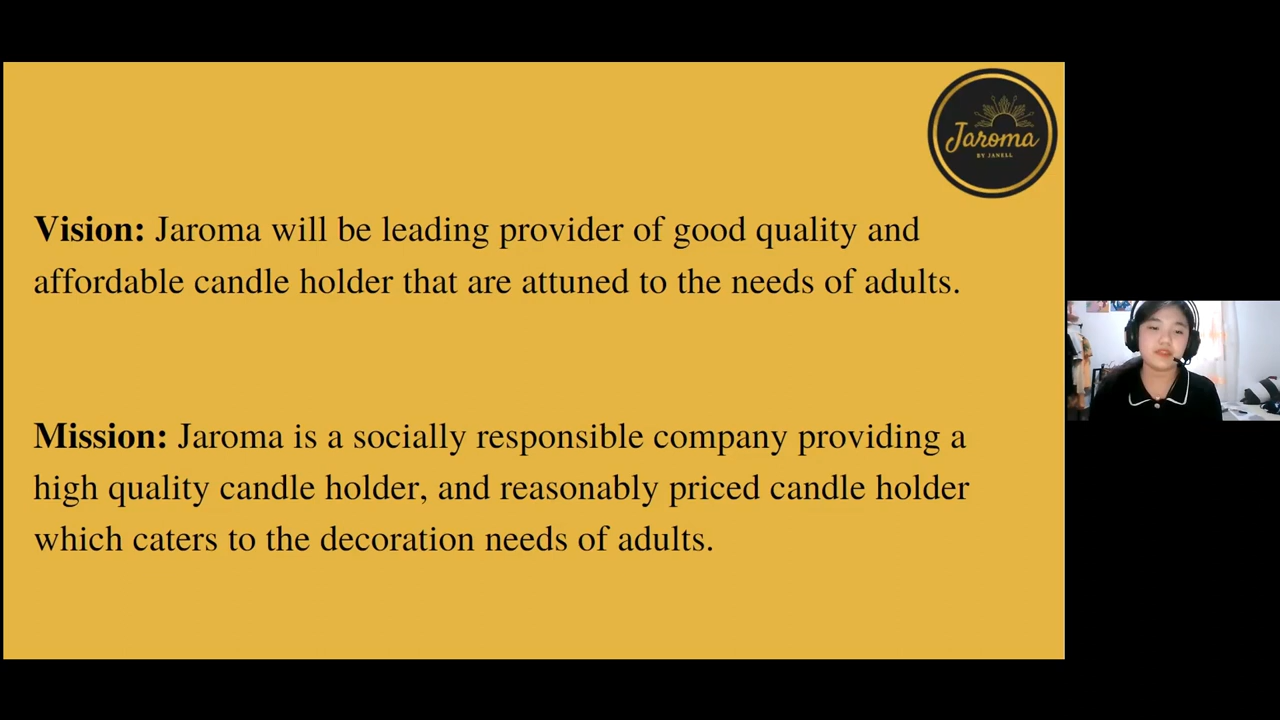 Jaroma
BY JANELL
Vision: Jaroma will be leading provider of good quality and
affordable candle holder that are attuned to the needs of adults.
Mission: Jaroma is a socially responsible company providing a
high quality candle holder, and reasonably priced candle holder
which caters to the decoration needs of adults.